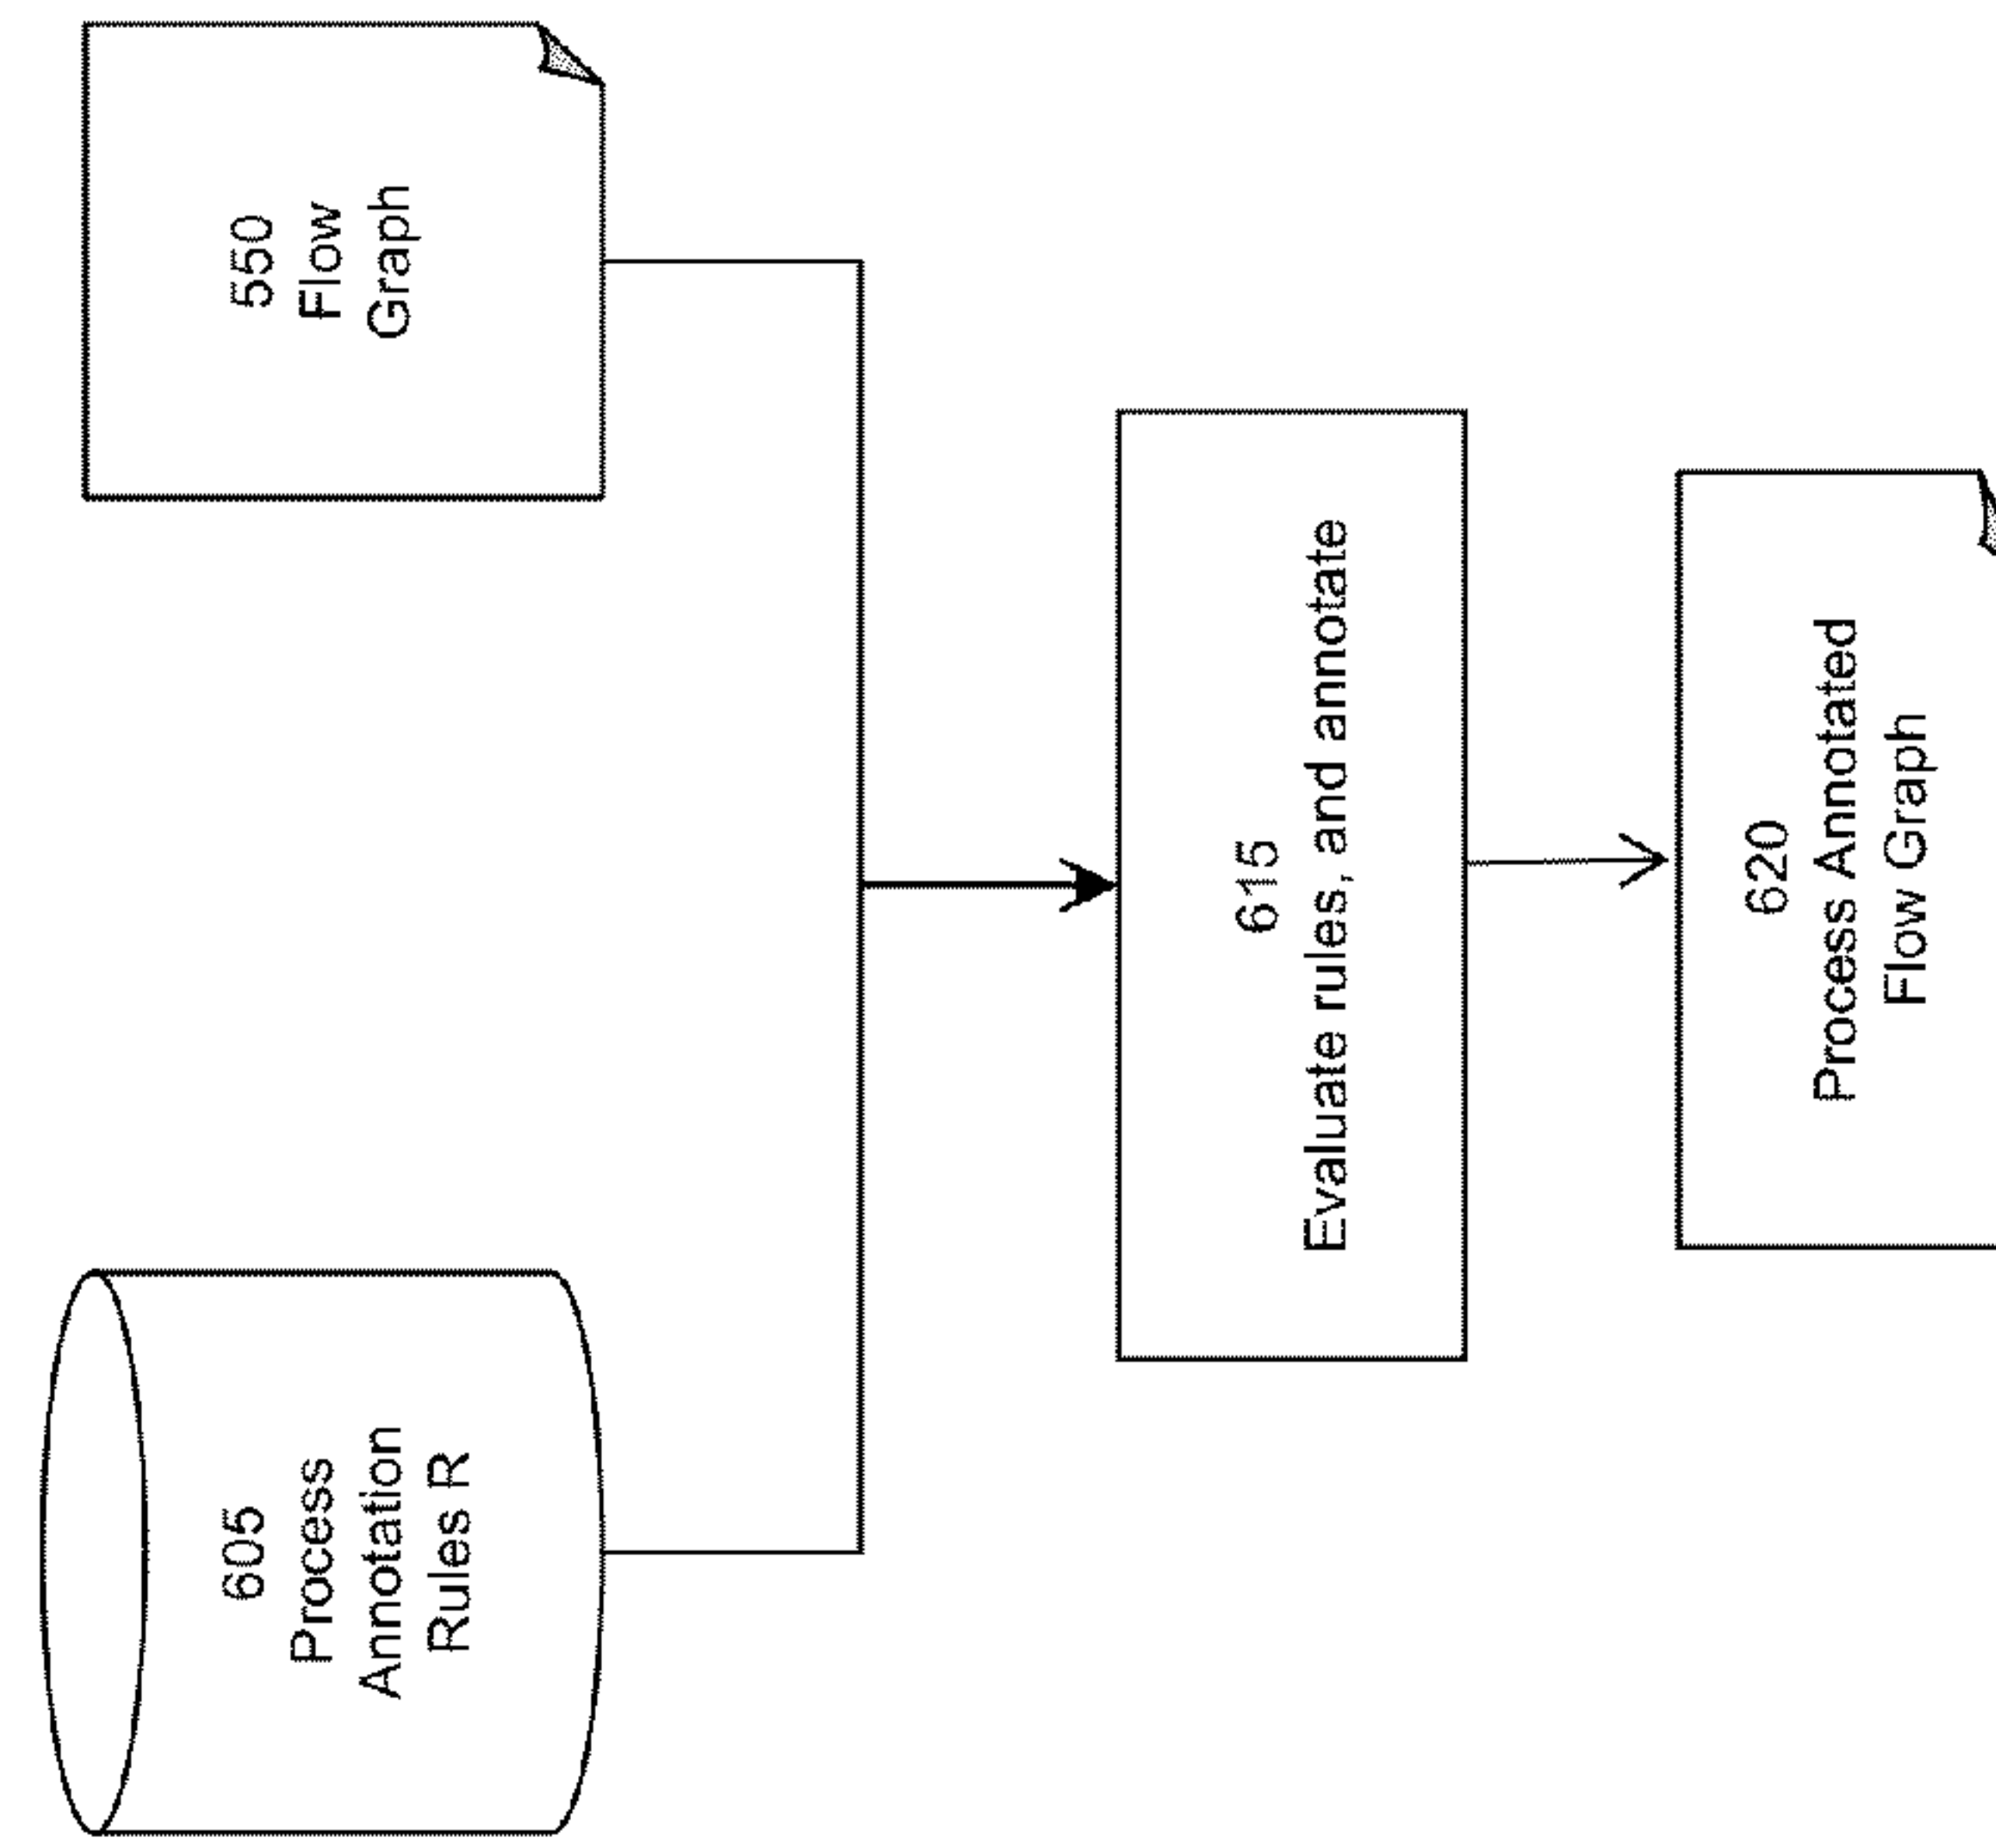 605
Process
Annotation
Rules R
550
Flow
Graph
615
Evaluate rules, and annotate
620
Process Annotated
Flow Graph